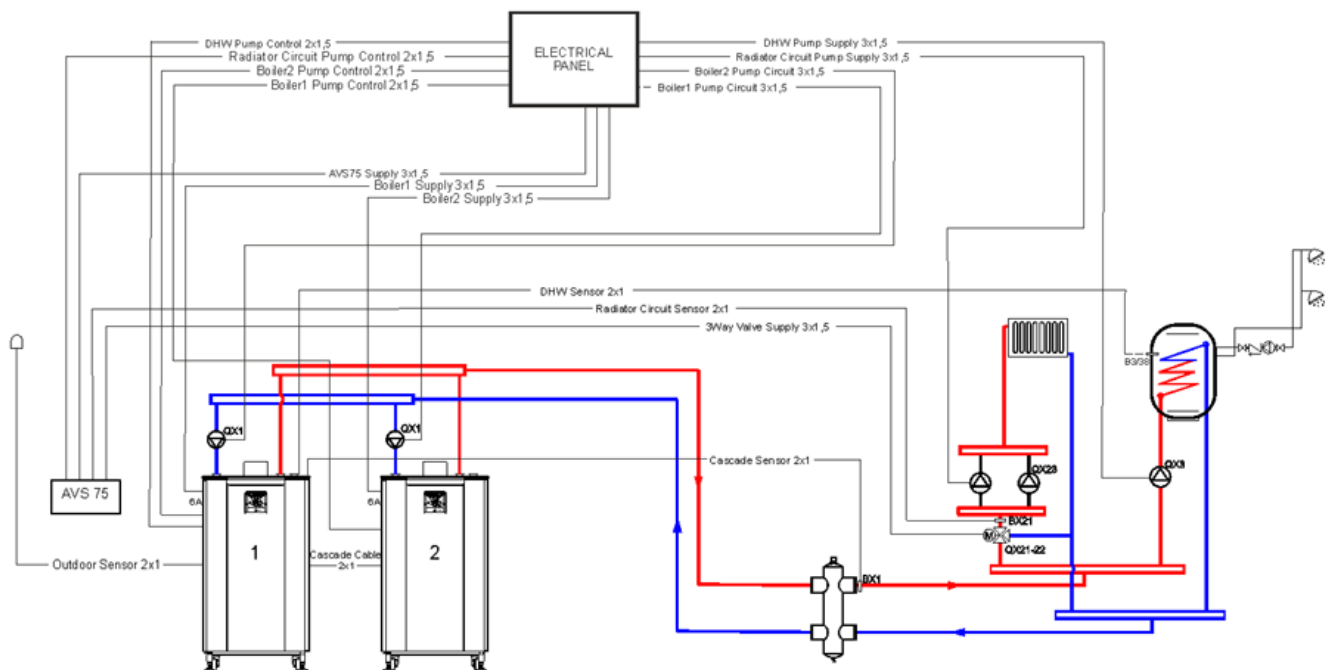 DHW Pump Control 2x1,5
Radiator Circuit Pump Control 2x1,5
Boiler2 Pump Control 2x1,5
Boiler1 Pump Control 2x1,5
ELECTRICAL
PANEL
DHW Pump Supply 3x1,5
Radiator Circuit Pump Supply 3x1,5
Boiler2 Pump Circuit 3x1,5
Boiler1 Pump Circuit 3x1,5
AVS75 Supply 3x1,5
Boiler1 Supply 3x1,5
Boiler2 Supply 3x1,5
DHW Sensor 2x1
Radiator Circuit Sensor 2x1
3Way Valve Supply 3x1,5
B3/38
QX1
QX1
Cascade Sensor 2x1
QX23
QX3
AVS 75
6A
6A
BX21
M
QX21-22
1
2
Cascade Cable
2x1
Outdoor Sensor 2x1
BX1